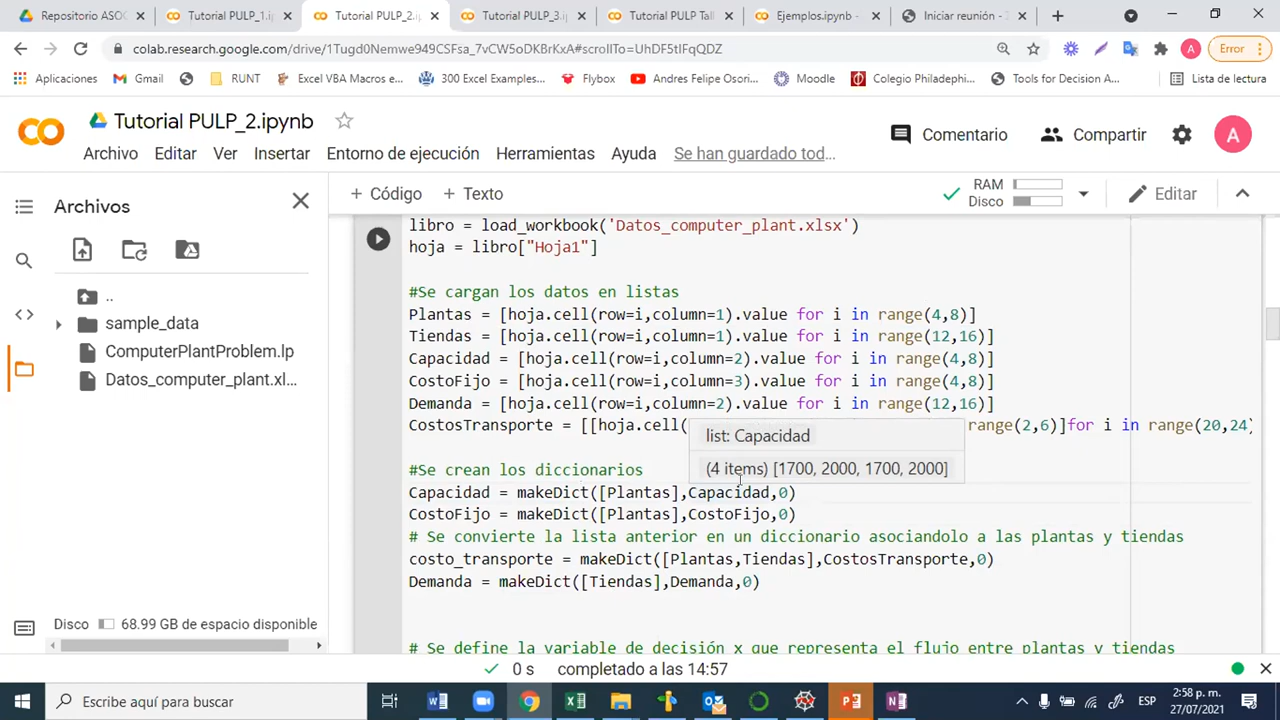 Repositorio ASO
Tutorial PULP_1.i
Tutorial PULP_2.i
Tutorial PULP_3.i
Tutorial PULP Tall
Ejemplos.ipynb -
Iniciar reunión -
colab.research.google.com/drive/1Tugd0Nemwe949CSFsa_7vCW5oDKBrKxA#scrollTo=UhDF5tIFqQDZ
A
Error
Aplicaciones
Gmail
RUNT
Excel VBA Macros e...
300 Excel Examples...
Flybox
Andres Felipe Osori...
Moodle
Colegio Philadelphi...
Tools for Decision A...
Lista de lectura
Tutorial PULP_2.ipynb
Comentario
Compartir
A
Archivo Editar Ver Insertar Entorno de ejecución Herramientas Ayuda Se han guardado tod...
Archivos
+ Código + Texto
RAM
Disco
Editar
..
sample_data
ComputerPlantProblem.lp
Datos_computer_plant.xl...
libro = load_workbook('Datos_computer_plant.xlsx')
hoja = libro["Hoja1"]
#Se cargan los datos en listas
Plantas = [hoja.cell(row=i,column=1).value for i in range(4,8)]
Tiendas = [hoja.cell(row=i,column=1).value for i in range(12,16)]
Capacidad = [hoja.cell(row=i,column=2).value for i in range(4,8)]
CostoFijo = [hoja.cell(row=i,column=3).value for i in range(4,8)]
Demanda = [hoja.cell(row=i,column=2).value for i in range(12,16)]
CostosTransporte = [[hoja.cell( range(2,6)]for i in range(20,24)
list: Capacidad
(4 items) [1700, 2000, 1700, 2000]
#Se crean los diccionarios
Capacidad = makeDict([Plantas],Capacidad,0)
CostoFijo = makeDict([Plantas],CostoFijo,0)
# Se convierte la lista anterior en un diccionario asociandolo a las plantas y tiendas
costo_transporte = makeDict([Plantas,Tiendas],CostosTransporte,0)
Demanda = makeDict([Tiendas],Demanda,0)
# Se define la variable de decisión x que representa el flujo entre plantas y tiendas
Disco
68.99 GB de espacio disponible
0 s completado a las 14:57
Escribe aquí para buscar
ESP
2:58 p. m.
27/07/2021